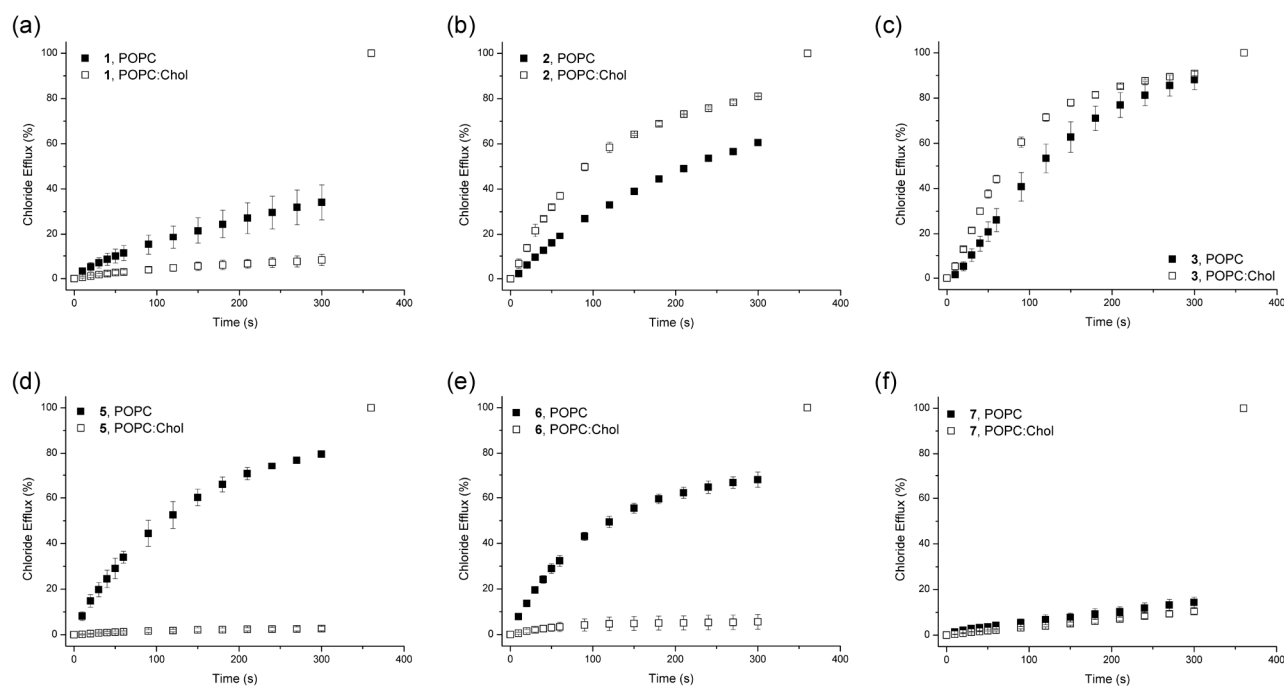 (a)
1, POPC
1, POPC:Chol
Chloride Efflux (%)
100
80
60
40
20
0
0 100 200 300 400
Time (s)
(b)
2, POPC
2, POPC:Chol
Chloride Efflux (%)
100
80
60
40
20
0
0 100 200 300 400
Time (s)
(c)
3, POPC
3, POPC:Chol
Chloride Efflux (%)
100
80
60
40
20
0
0 100 200 300 400
Time (s)
(d)
5, POPC
5, POPC:Chol
Chloride Efflux (%)
100
80
60
40
20
0
0 100 200 300 400
Time (s)
(e)
6, POPC
6, POPC:Chol
Chloride Efflux (%)
100
80
60
40
20
0
0 100 200 300 400
Time (s)
(f)
7, POPC
7, POPC:Chol
Chloride Efflux (%)
100
80
60
40
20
0
0 100 200 300 400
Time (s)